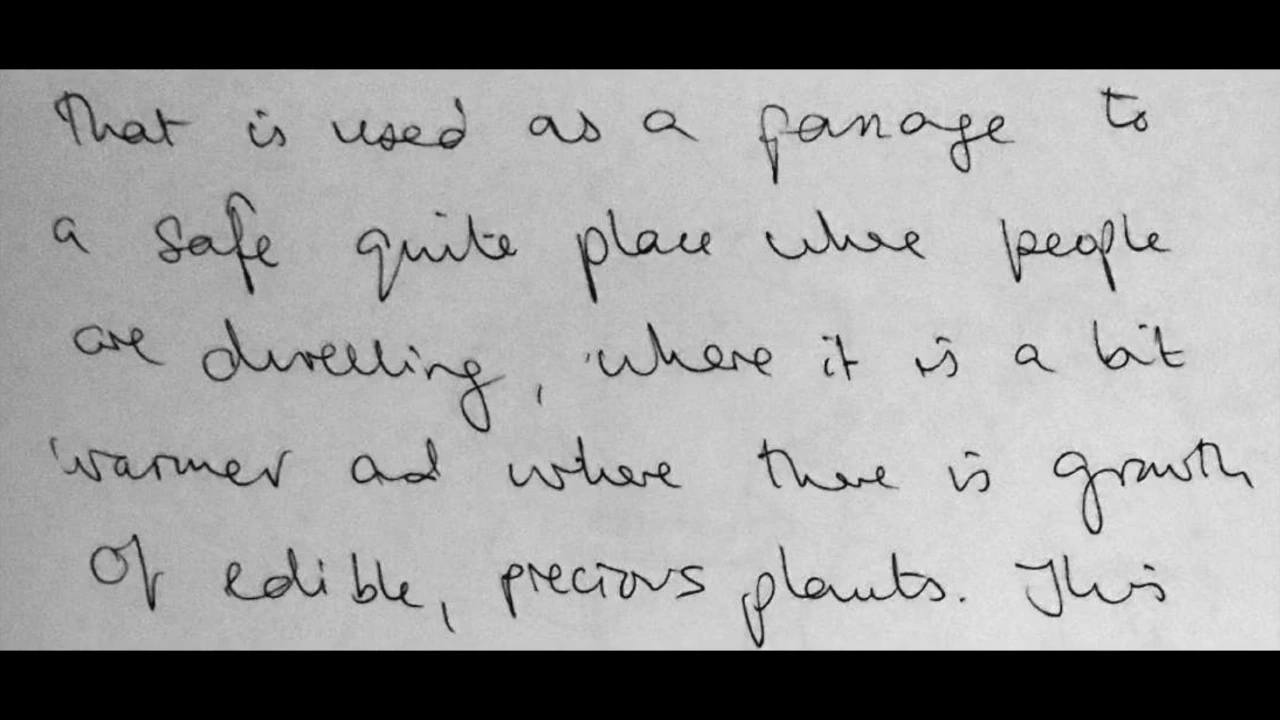 That is used as a passage to
a safe quite place where people
are dwelling, where it is a bit
warmer ad where there is growth
Of edible, precious plants. This